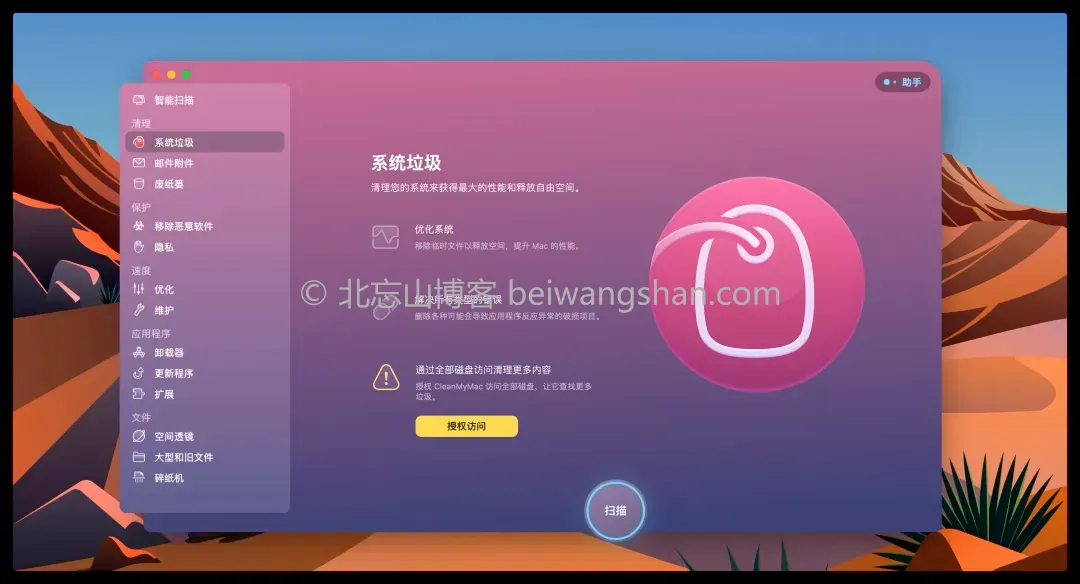 助手
智能扫描
清理
系统垃圾
邮件附件
废纸篓
保护
移除恶意软件
隐私
速度
优化
维护
应用程序
卸载器
更新程序
扩展
文件
空间透镜
大型和旧文件
碎纸机
系统垃圾
清理您的系统来获得最大的性能和释放自由空间。
优化系统
移除临时文件以释放空间，提升 Mac 的性能。
© 北忘山博客 beiwangshan.com
解决所有类型的错误
删除各种可能会导致应用程序反应异常的破损项目。
通过全部磁盘访问清理更多内容
授权 CleanMyMac 访问全部磁盘，让它查找更多
垃圾。
授权访问
扫描